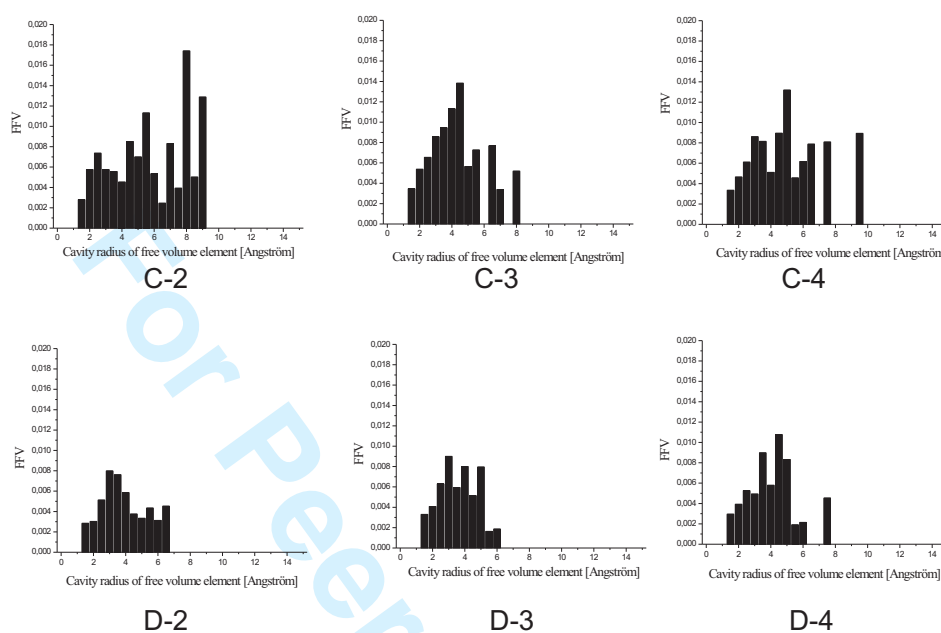 0,020
0,018
0,016
0,014
0,012
0,010
0,008
0,006
0,004
0,002
0,000
FFV
2 4 6 8 10 12 14
Cavity radius of free volume element [Angström]
C-2
0,020
0,018
0,016
0,014
0,012
0,010
0,008
0,006
0,004
0,002
0,000
FFV
0 2 4 6 8 10 12 14
Cavity radius of free volume element [Angström]
C-3
0,020
0,018
0,016
0,014
0,012
0,010
0,008
0,006
0,004
0,002
0,000
FFV
0 2 4 6 8 10 12 14
Cavity radius of free volume element [Angström
C-4
0,020
0,018
0,016
0,014
0,012
0,010
0,008
0,006
0,004
0,002
0,000
FFV
0 2 4 6 8 10 12 14
Cavity radius of free volume element [Angström]
D-2
0,020
0,018
0,016
0,014
0,012
0,010
0,008
0,006
0,004
0,002
0,000
FFV
0 2 4 6 8 10 12 14
Cavity radius of free volume element [Angström]
D-3
0,020
0,018
0,016
0,014
0,012
0,010
0,008
0,006
0,004
0,002
0,000
FFV
0 2 4 6 8 10 12 14
Cavity radius of free volume element [Angström]
D-4
For Peer